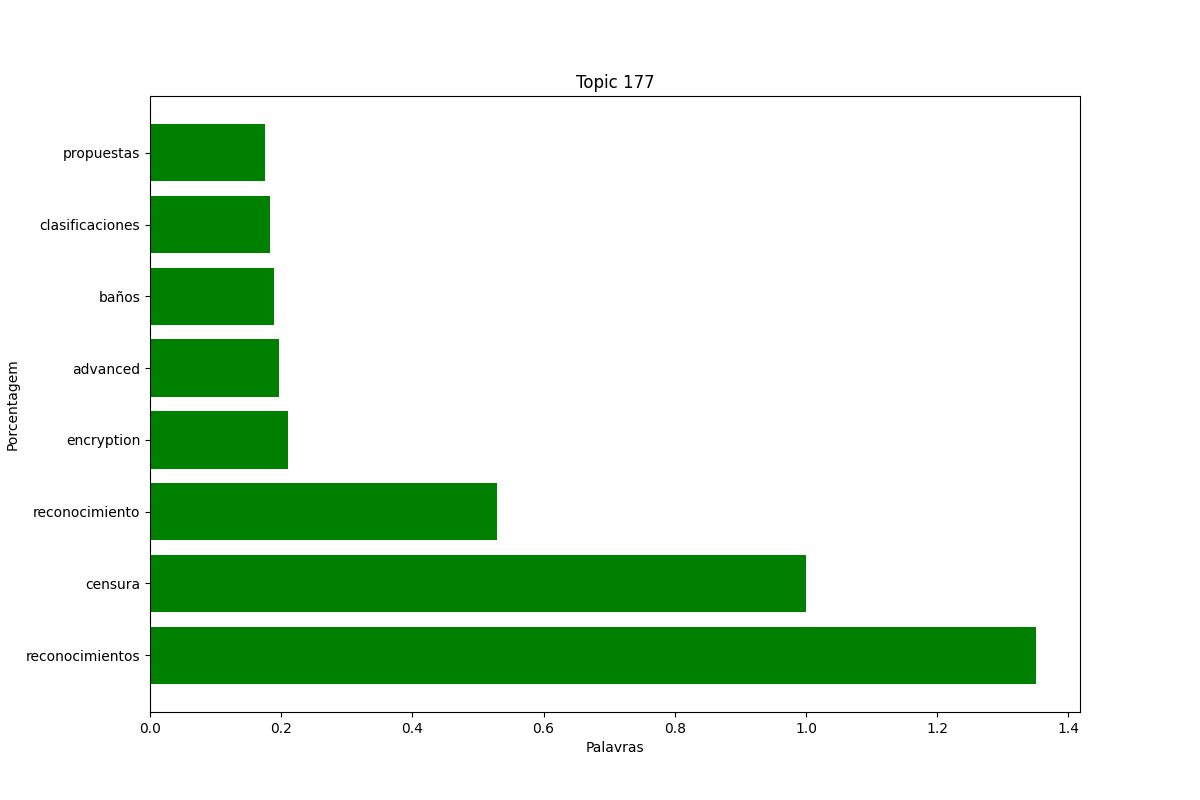 Topic 177
propuestas
clasificaciones
baños
advanced
encryption
reconocimiento
censura
reconocimientos
Porcentagem
0.0 0.2 0.4 0.6 0.8 1.0 1.2 1.4
Palavras